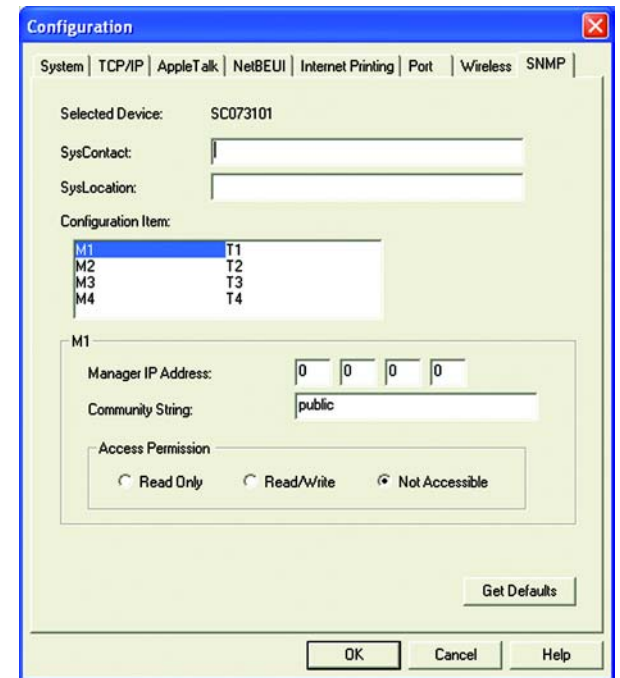 Configuration
System TCP/IP AppleTalk NetBEUI Internet Printing Port Wireless SNMP
Selected Device: SC073101
SysContact:
SysLocation:
Configuration Item:
M1 T1
M2 T2
M3 T3
M4 T4
M1
Manager IP Address: 0 0 0 0
Community String: public
Access Permission
Read Only Read/Write Not Accessible
Get Defaults
OK Cancel Help